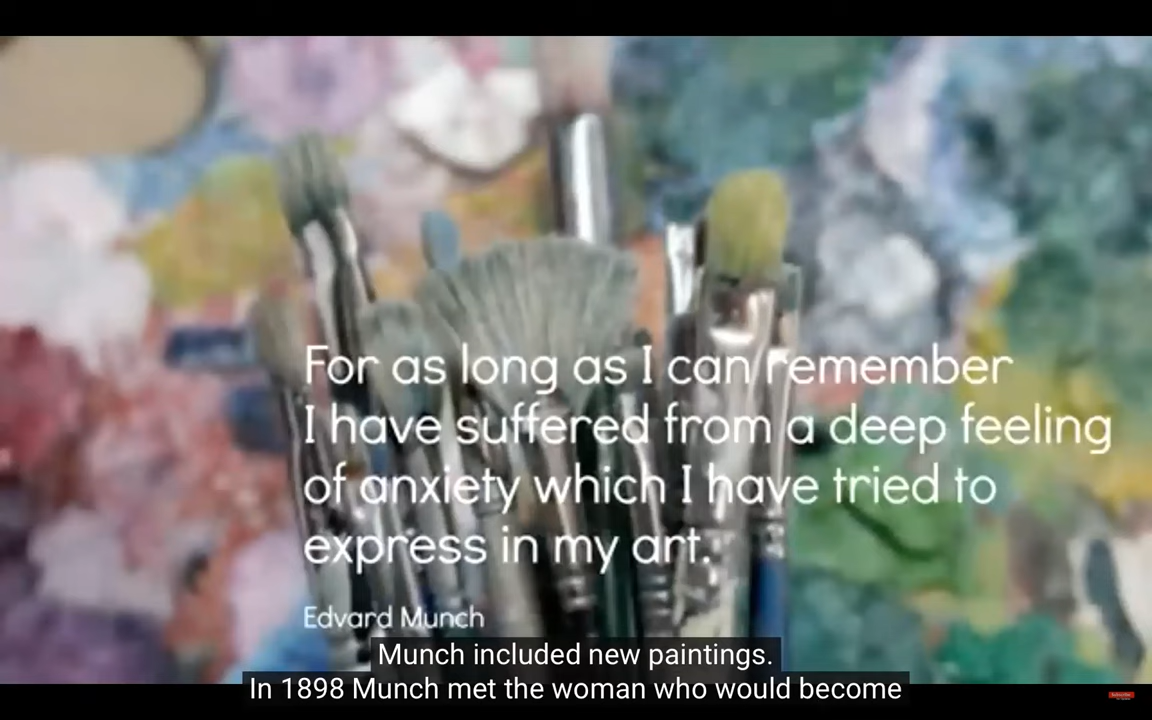 For as long as I can remember
I have suffered from a deep feeling
of anxiety which I have tried to
express in my art.
Edvard Munch
Munch included new paintings.
In 1898 Munch met the woman who would become